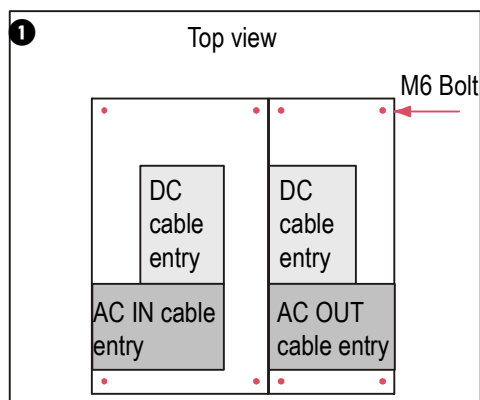 1
Top view
M6 Bolt
DC
cable
entry
DC
cable
entry
AC IN cable
entry
AC OUT
cable entry